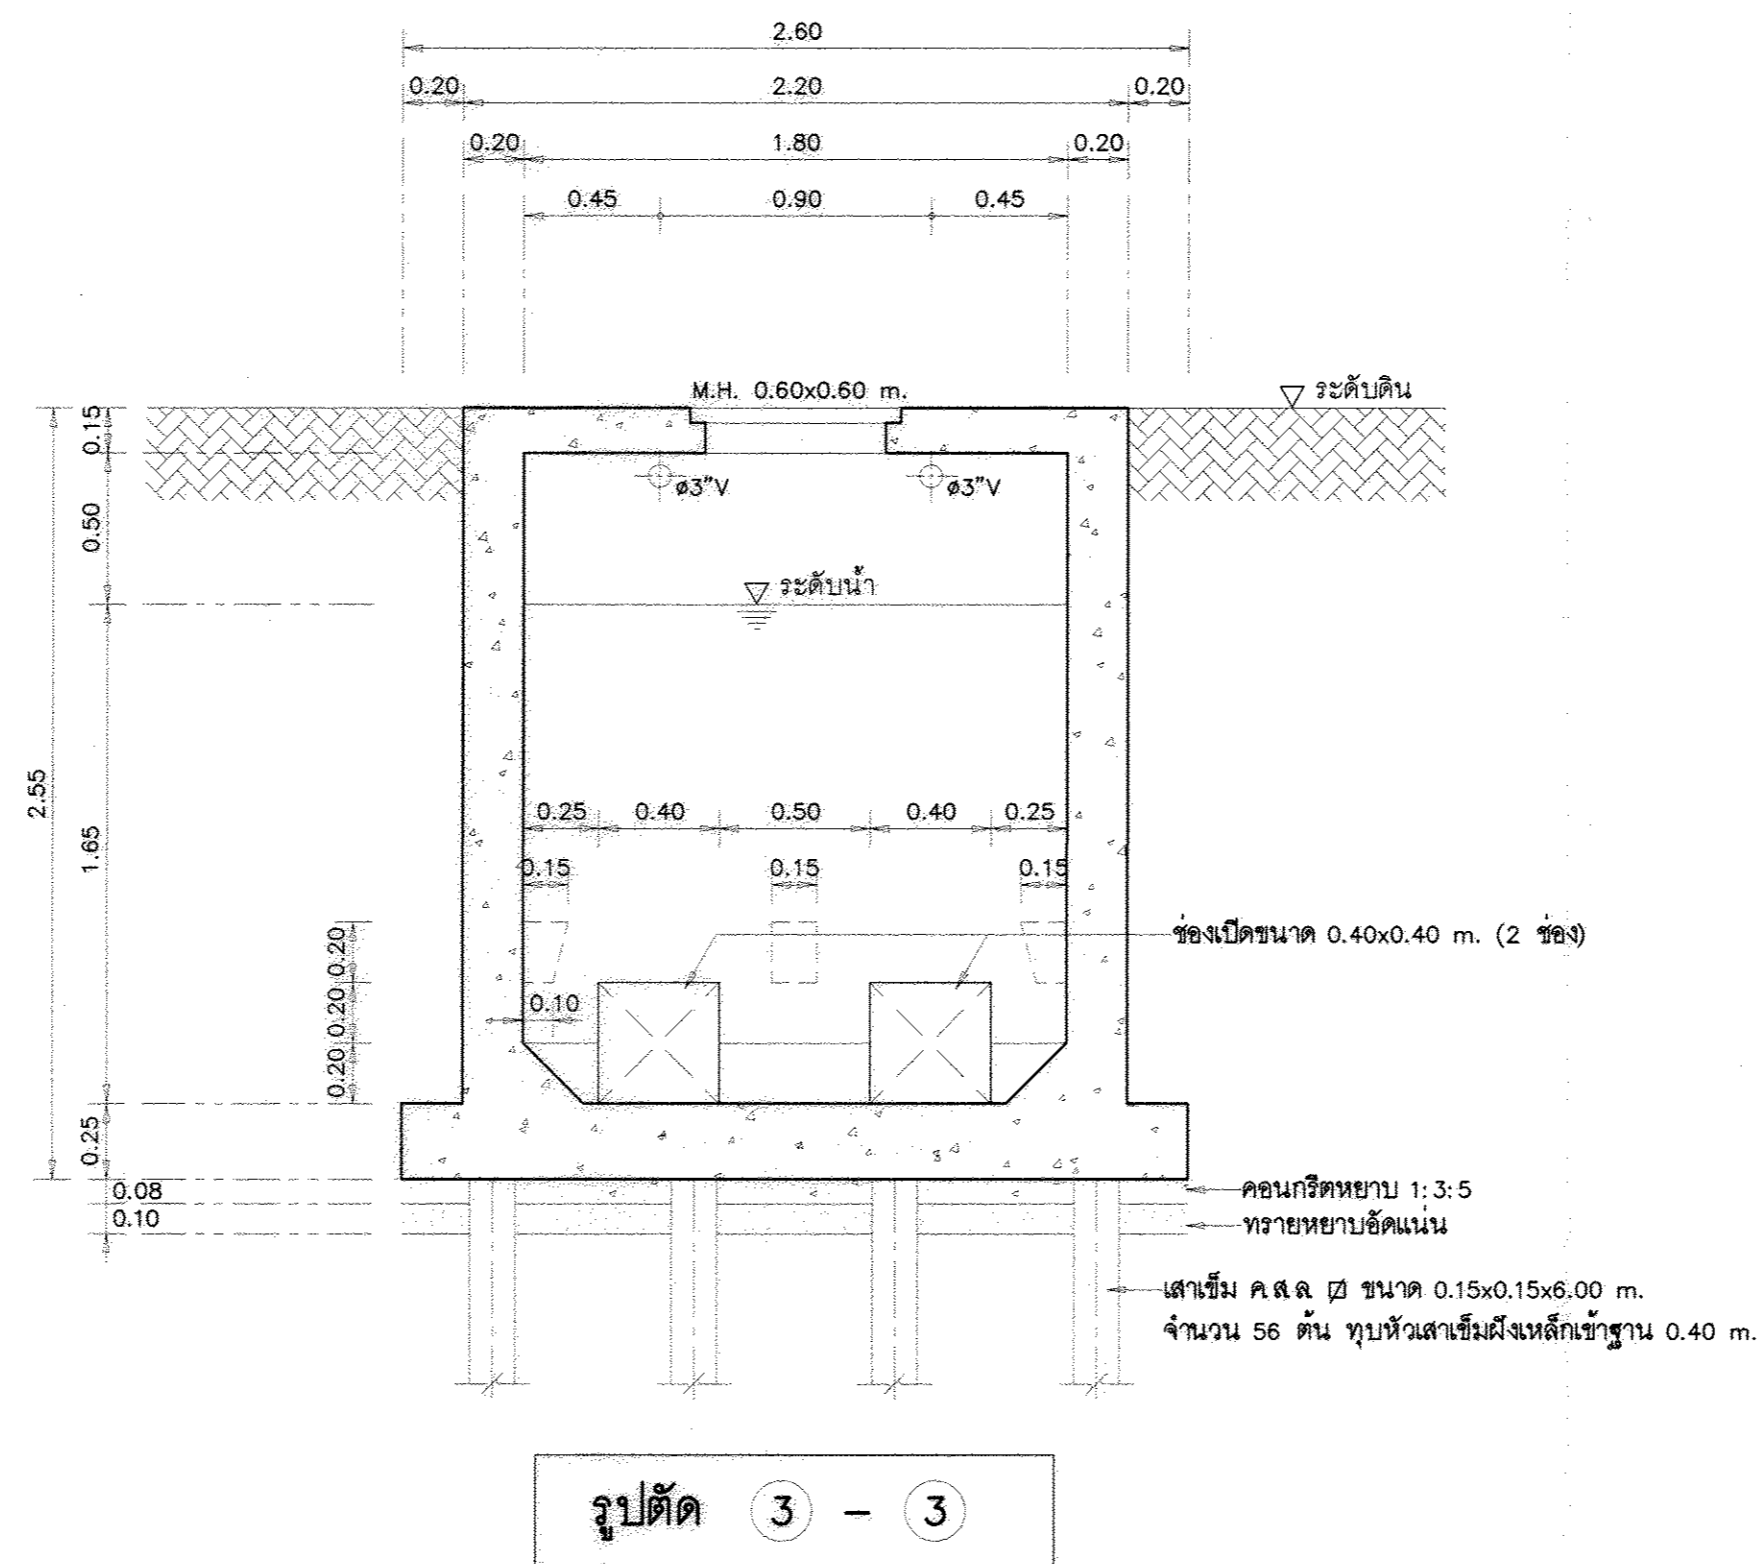 2.60
0.20 2.20 0.20
0.20 1.80 0.20
0.45 0.90 0.45
M.H. 0.60x0.60 m.
ระดับดิน
0.15
ø3"V ø3"V
0.50
ระดับน้ำ
2.55
1.65
0.25 0.40 0.50 0.40 0.25
0.15 0.15 0.15
ช่องเปิดขนาด 0.40x0.40 m. (2 ช่อง)
0.20
0.20
0.10
0.20
0.25
0.08
คอนกรีตหยาบ 1:3:5
0.10
ทรายหยาบอัดแน่น
เสาเข็ม ค.ส.ล. ขนาด 0.15x0.15x6.00 m.
จำนวน 56 ต้น ทุบหัวเสาเข็มฝังเหล็กเข้าฐาน 0.40 m.
รูปตัด 3 - 3